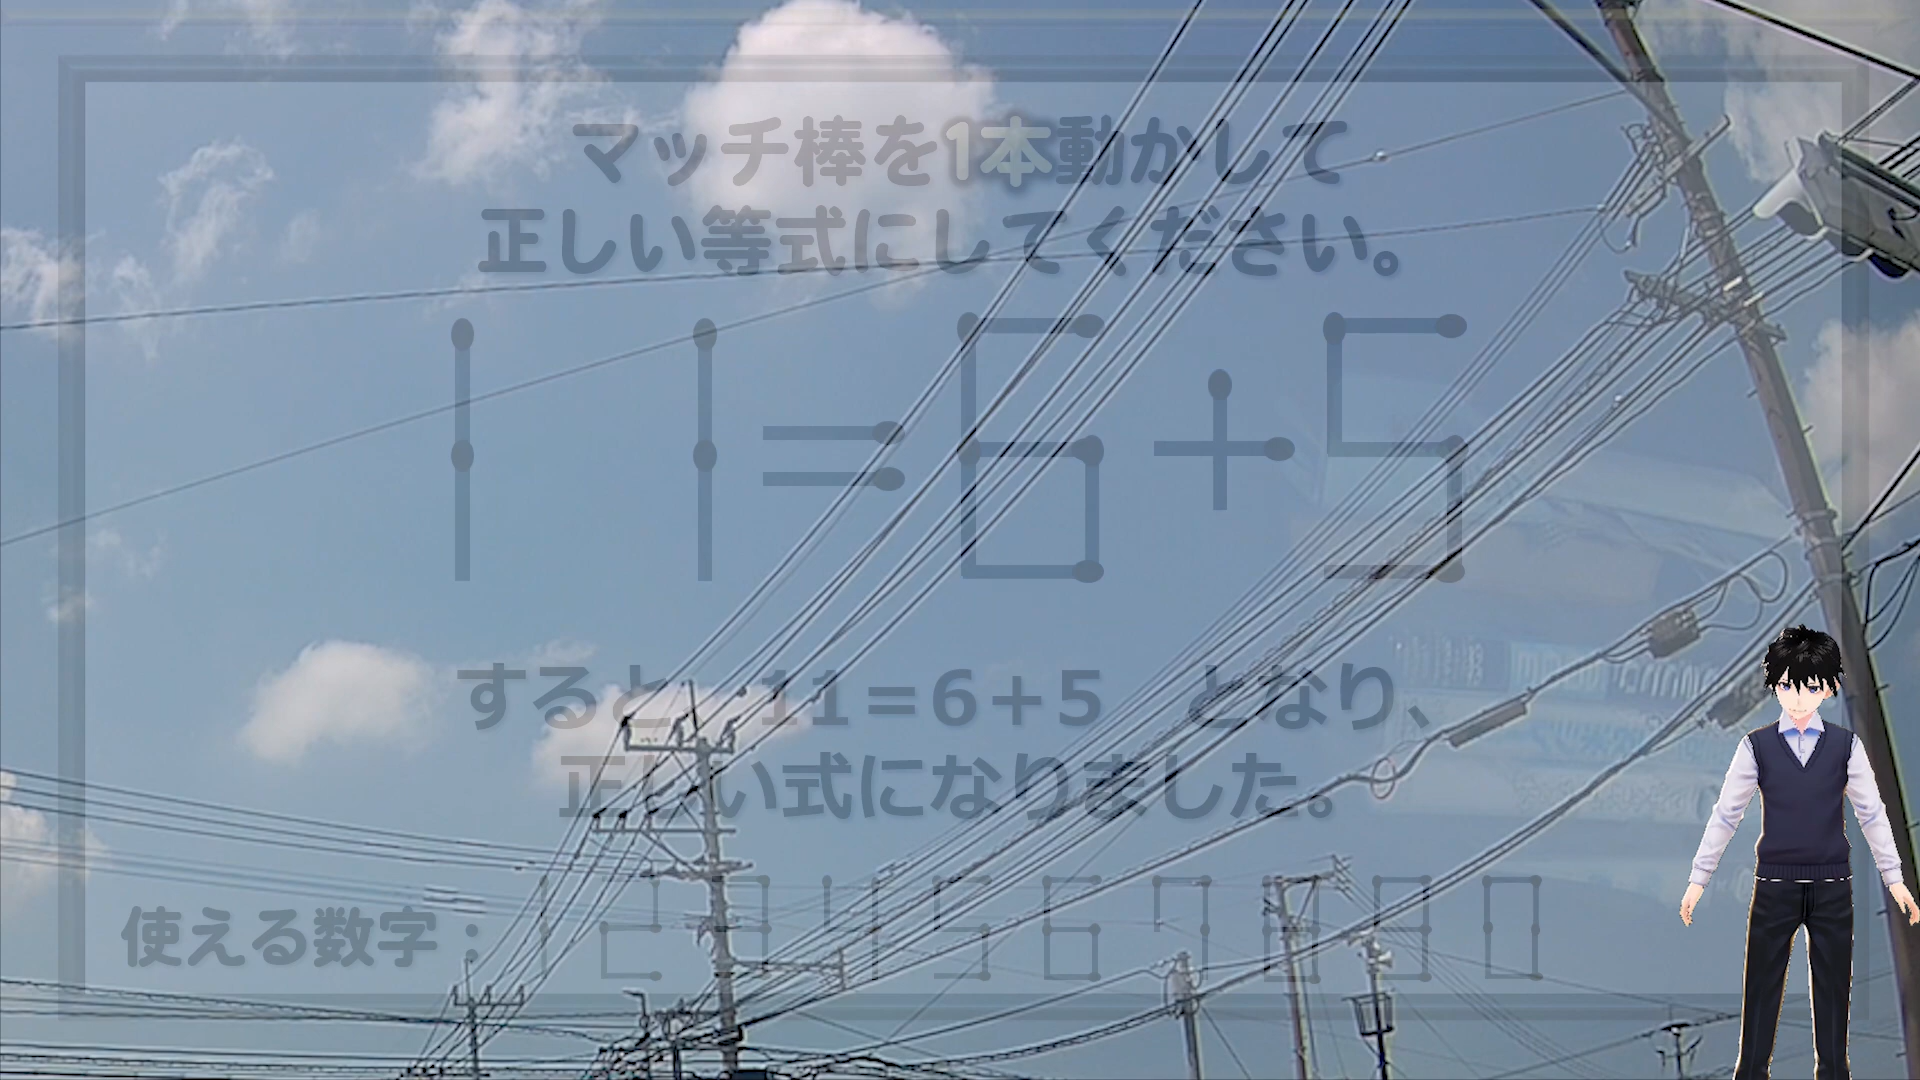 マッチ棒を1本動かして
正しい等式にしてください。
11=6+5
すると 11=6+5 となり、
正しい式になりました。
使える数字：1234567890